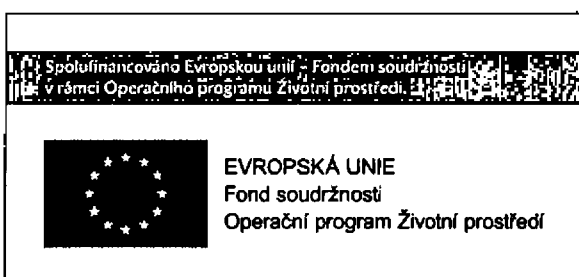 Spolufinancováno Evropskou unií - Fondem soudržnosti
v rámci Operačního programu Životní prostředí.
EVROPSKÁ UNIE
Fond soudržnosti
Operační program Životní prostředí